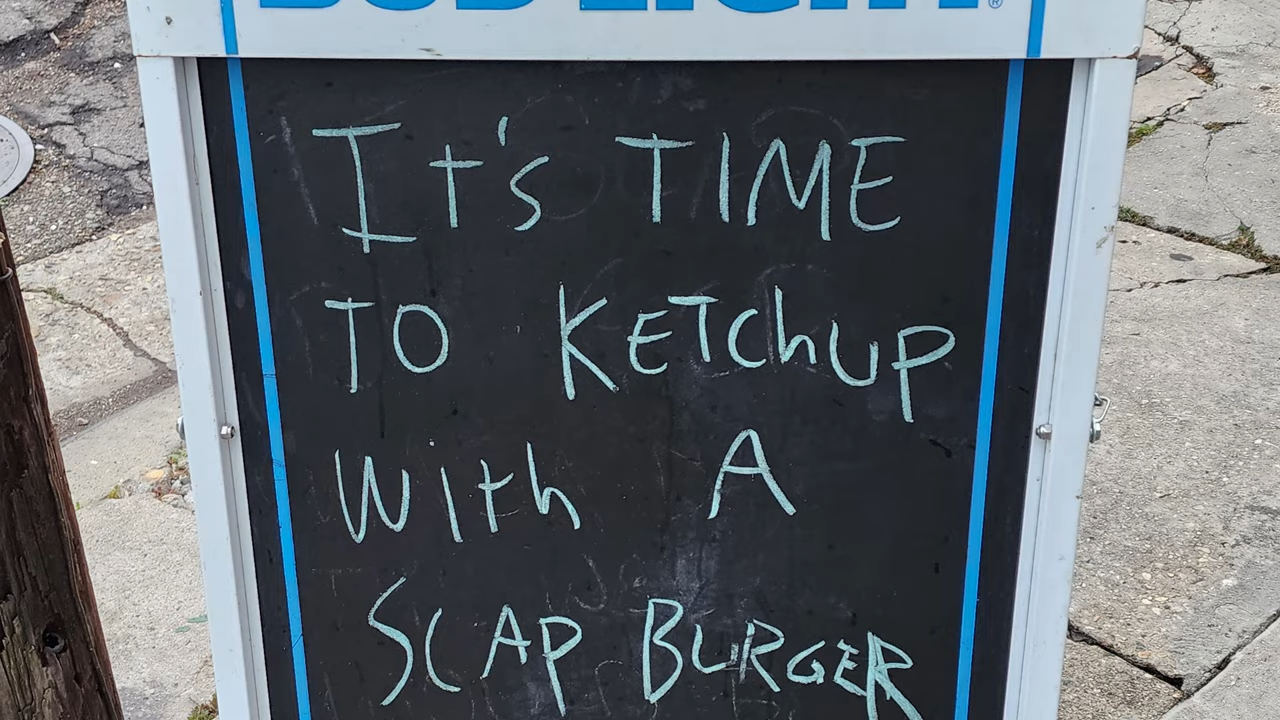 BUD LIGHT®
It's TIME
TO KETChUP
With A
SCAP BURGER